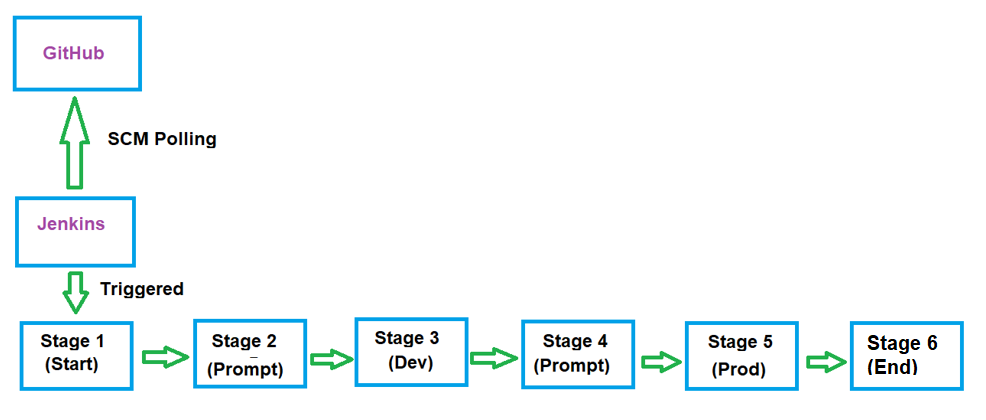 GitHub
SCM Polling
Jenkins
Triggered
Stage 1
(Start)
Stage 2
(Prompt)
Stage 3
(Dev)
Stage 4
(Prompt)
Stage 5
(Prod)
Stage 6
(End)